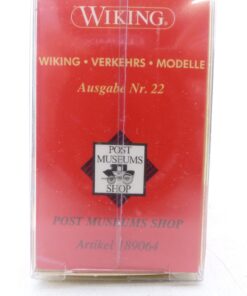 WIKING®
WIKING • VERKEHRS • MODELLE
Ausgabe Nr. 22
POST
MUSEUMS
SHOP
POST MUSEUMS SHOP
Artikel 189064